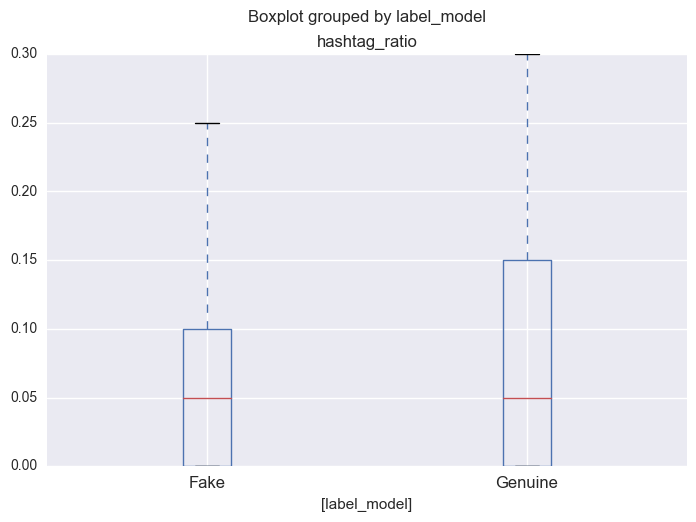 Boxplot grouped by label_model
hashtag_ratio
0.30
0.25
0.20
0.15
0.10
0.05
0.00
Fake
Genuine
[label_model]